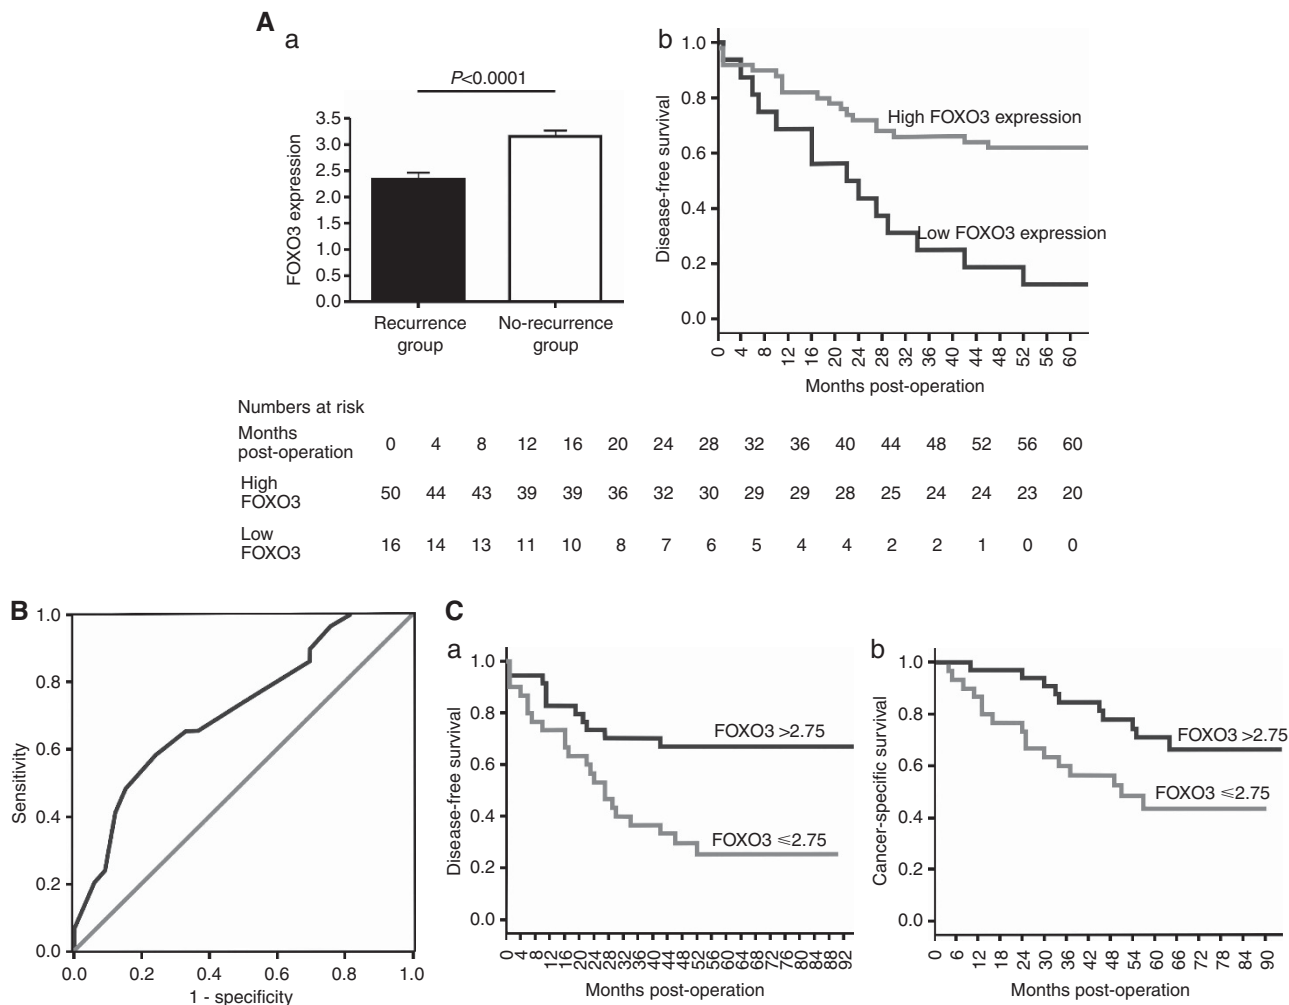 A
a
P<0.0001
3.5
3.0
2.5
2.0
1.5
1.0
0.5
0.0
FOXO3 expression
Recurrence group
No-recurrence group
b
1.0
0.8
0.6
0.4
0.2
0.0
Disease-free survival
High FOXO3 expression
Low FOXO3 expression
0 4 8 12 16 20 24 28 32 36 40 44 48 52 56 60
Months post-operation
Numbers at risk
Months post-operation 0 4 8 12 16 20 24 28 32 36 40 44 48 52 56 60
High FOXO3 50 44 43 39 39 36 32 30 29 29 28 25 24 24 23 20
Low FOXO3 16 14 13 11 10 8 7 6 5 4 4 2 2 1 0 0
B
1.0
0.8
0.6
0.4
0.2
0.0
Sensitivity
0.0 0.2 0.4 0.6 0.8 1.0
1 - specificity
C
a
1.0
0.8
0.6
0.4
0.2
0.0
Disease-free survival
FOXO3 >2.75
FOXO3 ⩽2.75
0 4 8 12 16 20 24 28 32 36 40 44 48 52 56 60 64 68 72 76 80 84 88 92
Months post-operation
b
1.0
0.8
0.6
0.4
0.2
0.0
Cancer-specific survival
FOXO3 >2.75
FOXO3 ⩽2.75
0 6 12 18 24 30 36 42 48 54 60 66 72 78 84 90
Months post-operation